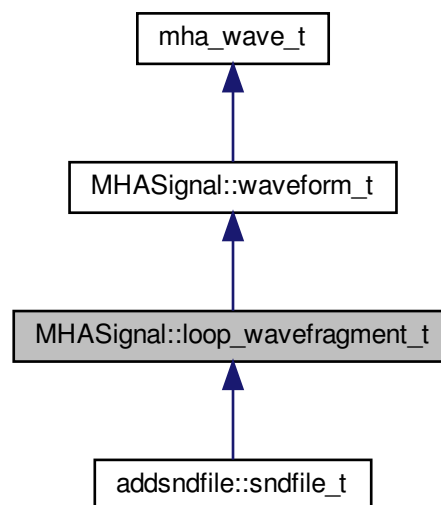 mha_wave_t
MHASignal::waveform_t
MHASignal::loop_wavefragment_t
addsndfile::sndfile_t